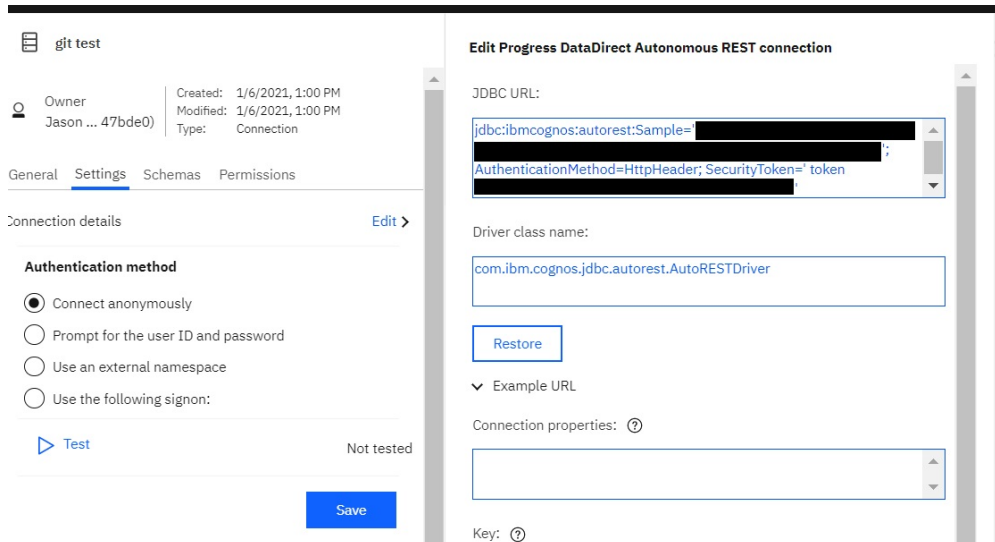 git test
Owner
Jason ... 47bde0)
Created: 1/6/2021, 1:00 PM
Modified: 1/6/2021, 1:00 PM
Type: Connection
General Settings Schemas Permissions
Connection details Edit
Authentication method
Connect anonymously
Prompt for the user ID and password
Use an external namespace
Use the following signon:
Test
Not tested
Save
Edit Progress DataDirect Autonomous REST connection
JDBC URL:
jdbc:ibmcognos:autorest:Sample='
';
AuthenticationMethod=HttpHeader; SecurityToken=' token
'
Driver class name:
com.ibm.cognos.jdbc.autorest.AutoRESTDriver
Restore
Example URL
Connection properties: ?
Key: ?